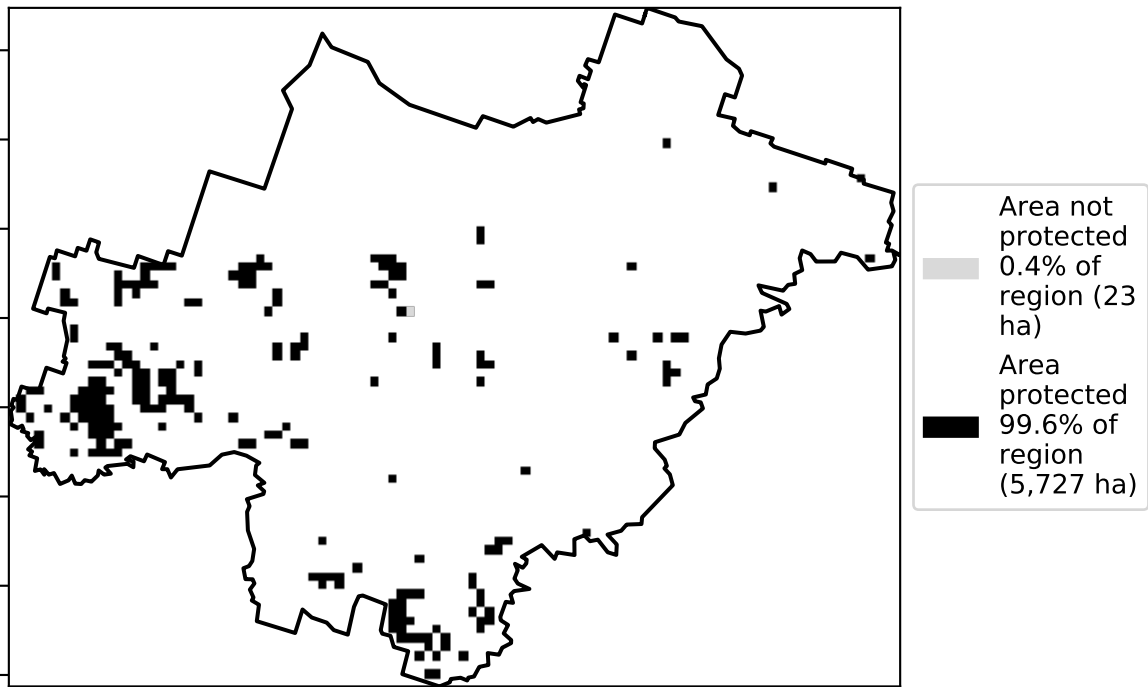 Area not
protected
0.4% of
region (23
ha)
Area
protected
99.6% of
region
(5,727 ha)